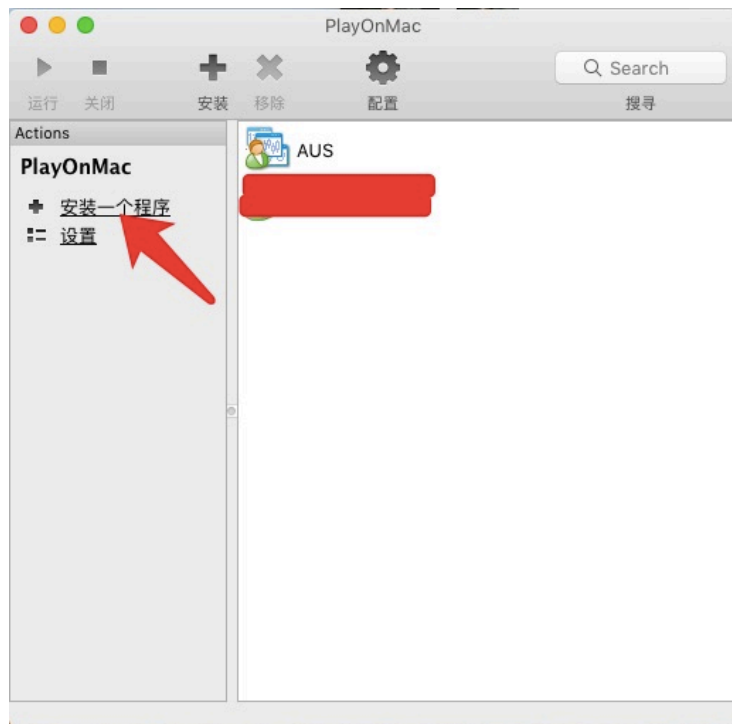 PlayOnMac
Search
运行 关闭 安装 移除 配置 搜寻
Actions
PlayOnMac
安装一个程序
设置
AUS